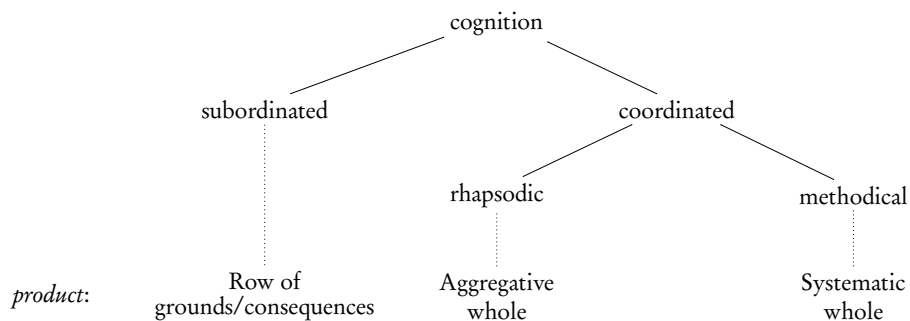 cognition
subordinated
coordinated
rhapsodic
methodical
product:
Row of
grounds/consequences
Aggregative
whole
Systematic
whole